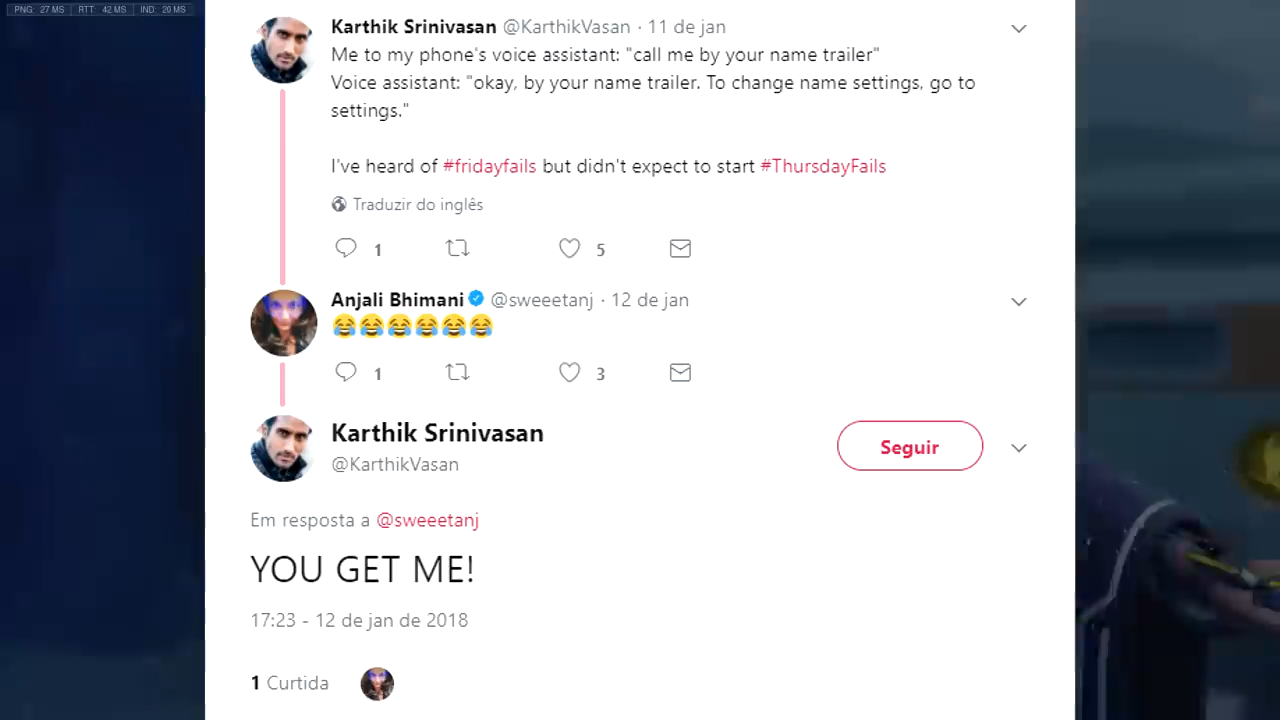 PNG: 27 MS RTT: 42 MS IND: 20 MS
Karthik Srinivasan @KarthikVasan · 11 de jan
Me to my phone's voice assistant: "call me by your name trailer"
Voice assistant: "okay, by your name trailer. To change name settings, go to
settings."
I've heard of #fridayfails but didn't expect to start #ThursdayFails
Traduzir do inglês
1 5
Anjali Bhimani @sweeetanj · 12 de jan
😂😂😂😂😂😂
1 3
Karthik Srinivasan
Seguir
@KarthikVasan
Em resposta a @sweeetanj
YOU GET ME!
17:23 - 12 de jan de 2018
1 Curtida